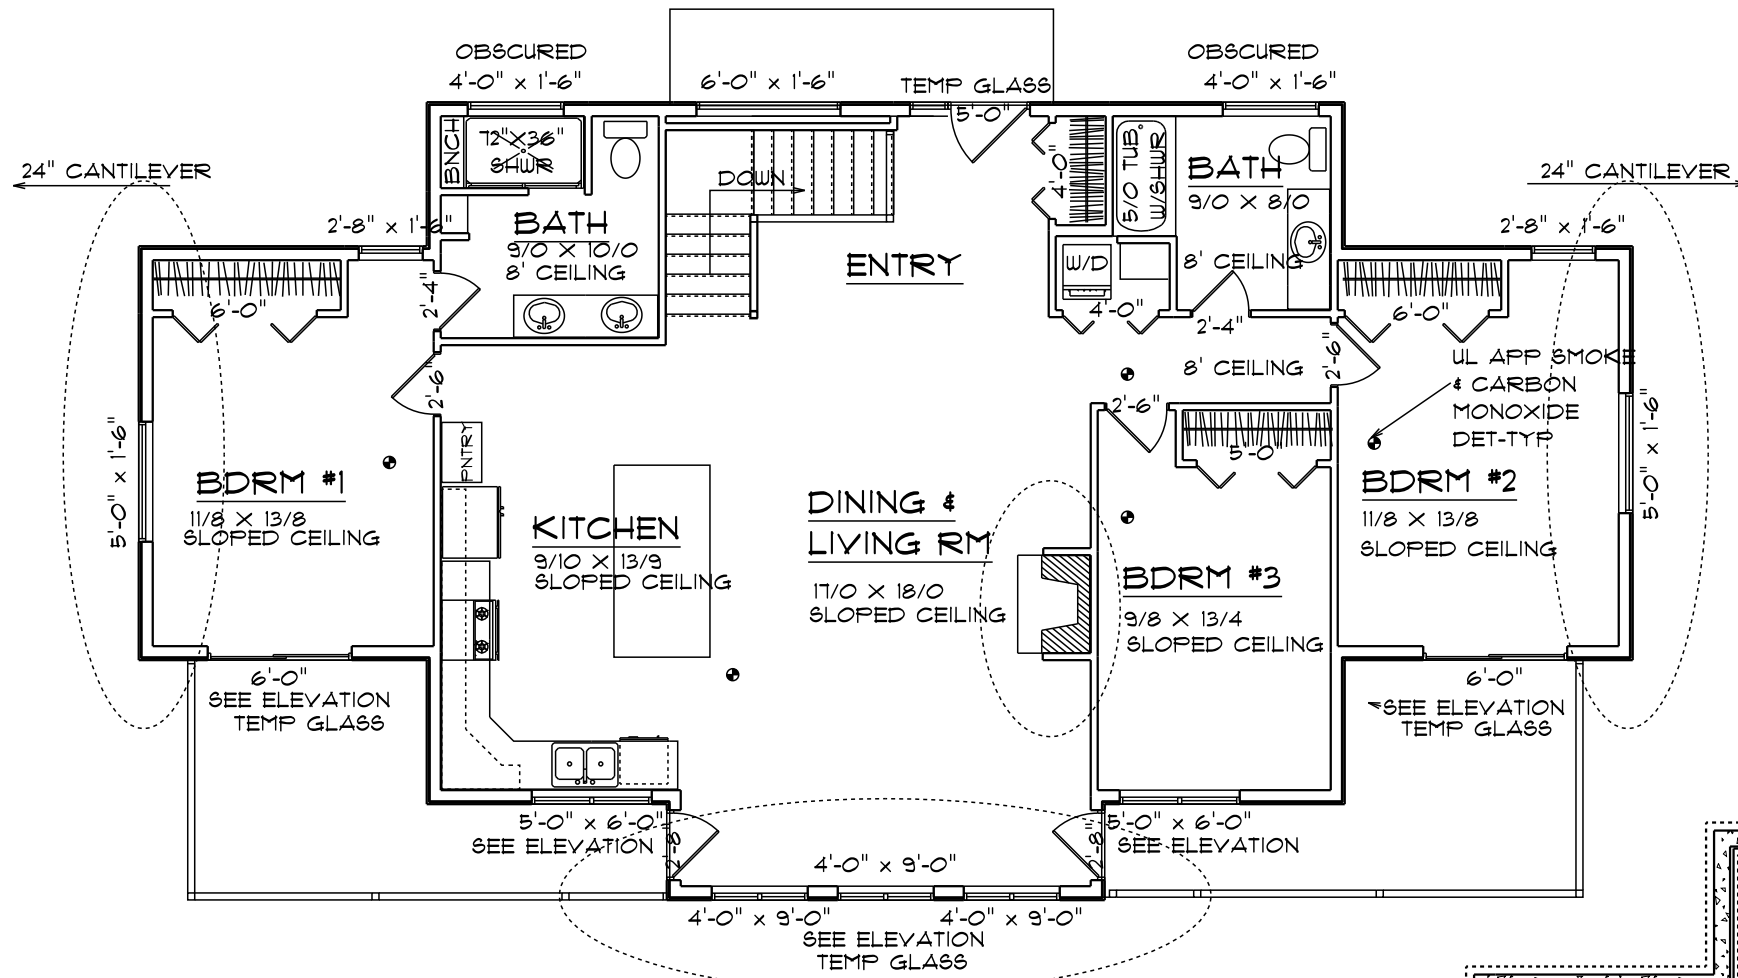 OBSCURED
4'-0" x 1'-6"
6'-0" x 1'-6"
TEMP GLASS
5'-0"
OBSCURED
4'-0" x 1'-6"
24" CANTILEVER
24" CANTILEVER
BNCH
72"X36"
SHWR
DOWN
4'-0"
5/0 TUB
W/SHWR
BATH
9/0 X 8/0
8' CEILING
2'-8" x 1'-6"
BATH
9/0 X 10/0
8' CEILING
2'-4"
ENTRY
W/D
4'-0"
2'-4"
2'-8" x 1'-6"
6'-0"
6'-0"
2'-6"
8' CEILING
2'-6"
UL APP SMOKE
& CARBON
MONOXIDE
DET-TYP
2'-6"
5'-0"
5'-0" x 1'-6"
BDRM #1
11/8 X 13/8
SLOPED CEILING
PNTRY
KITCHEN
9/10 X 13/9
SLOPED CEILING
DINING &
LIVING RM
17/0 X 18/0
SLOPED CEILING
BDRM #3
9/8 X 13/4
SLOPED CEILING
BDRM #2
11/8 X 13/8
SLOPED CEILING
5'-0" x 1'-6"
6'-0"
SEE ELEVATION
TEMP GLASS
6'-0"
SEE ELEVATION
TEMP GLASS
5'-0" x 6'-0"
SEE ELEVATION
2'-8"
4'-0" x 9'-0"
2'-8"
5'-0" x 6'-0"
SEE ELEVATION
4'-0" x 9'-0"
4'-0" x 9'-0"
SEE ELEVATION
TEMP GLASS